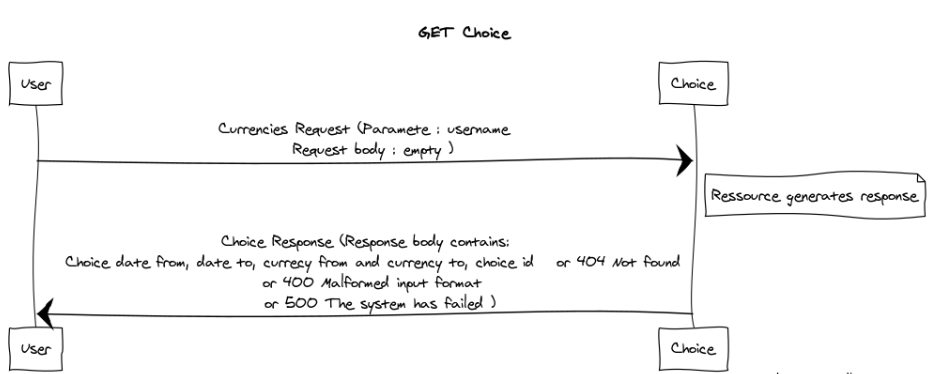 GET Choice
User
Choice
Currencies Request (Paramete : username
Request body : empty )
Ressource generates response
Choice Response (Response body contains:
Choice date from, date to, currecy from and currency to, choice id or 404 Not found
or 400 Malformed input format
or 500 The system has failed )
User
Choice